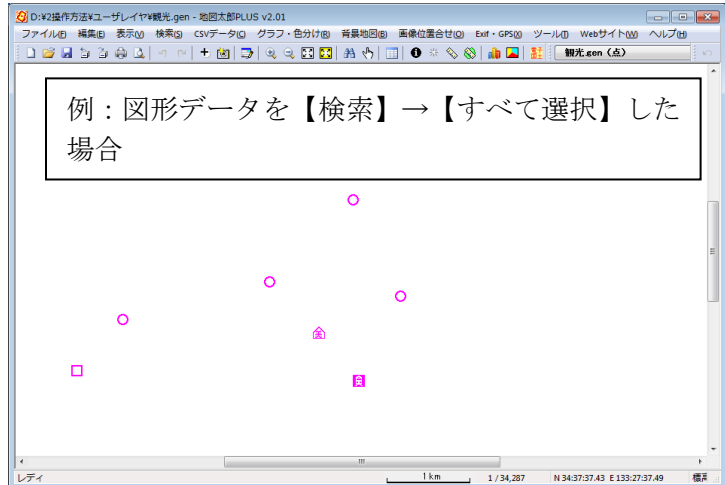 D:¥2操作方法¥ユーザレイヤ¥観光.gen - 地図太郎PLUS v2.01
ファイル(F) 編集(E) 表示(V) 検索(S) CSVデータ(C) グラフ・色分け(R) 背景地図(B) 画像位置合せ(O) Exif・GPS(X) ツール(T) Webサイト(W) ヘルプ(H)
観光.gen（点）
例：図形データを【検索】→【すべて選択】した
場合
レディ 1 km 1 / 34,287 N 34:37:37.43 E 133:27:37.49 標高